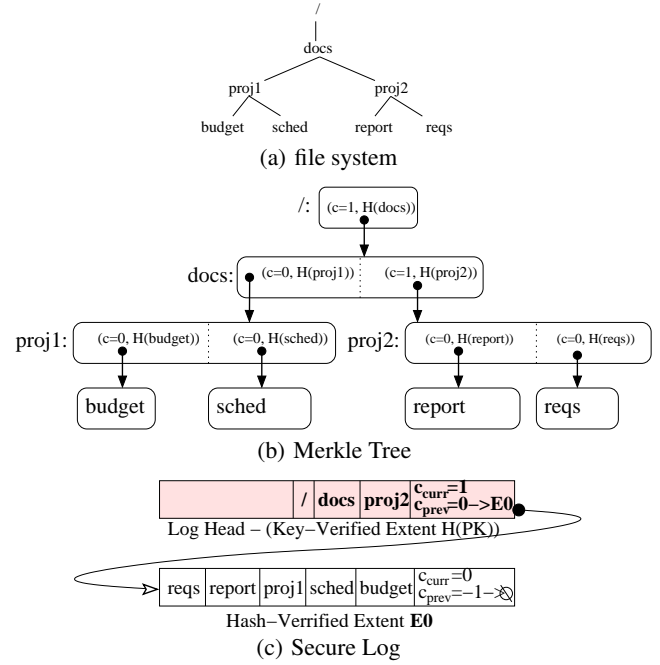 /
docs
proj1 proj2
budget sched report reqs
(a) file system
/: (c=1, H(docs))
docs: (c=0, H(proj1)) (c=1, H(proj2))
proj1: (c=0, H(budget)) (c=0, H(sched)) proj2: (c=0, H(report)) (c=0, H(reqs))
budget sched report reqs
(b) Merkle Tree
/ docs proj2 c_curr=1
c_prev=0->E0
Log Head – (Key–Verified Extent H(PK))
reqs report proj1 sched budget c_curr=0
c_prev=–1->∅
Hash–Verrified Extent E0
(c) Secure Log